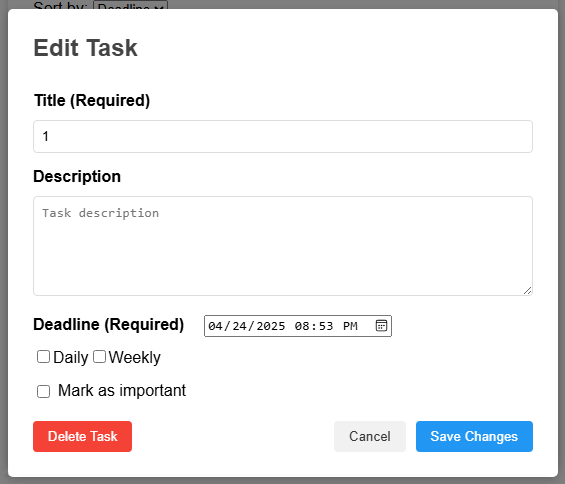 Sort by: Deadline
Edit Task
Title (Required)
1
Description
Task description
Deadline (Required) 04/24/2025 08:53 PM
Daily Weekly
Mark as important
Delete Task Cancel Save Changes